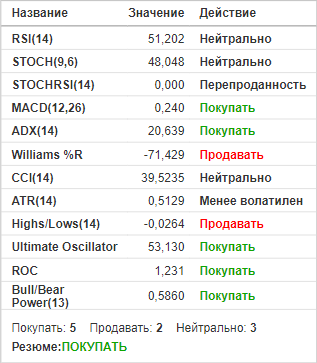 Название Значение Действие
RSI(14) 51,202 Нейтрально
STOCH(9,6) 48,048 Нейтрально
STOCHRSI(14) 0,000 Перепроданность
MACD(12,26) 0,240 Покупать
ADX(14) 20,639 Покупать
Williams %R -71,429 Продавать
CCI(14) 39,5235 Нейтрально
ATR(14) 0,5129 Менее волатилен
Highs/Lows(14) -0,0264 Продавать
Ultimate Oscillator 53,130 Покупать
ROC 1,231 Покупать
Bull/Bear
Power(13) 0,5860 Покупать
Покупать: 5 Продавать: 2 Нейтрально: 3
Резюме:ПОКУПАТЬ